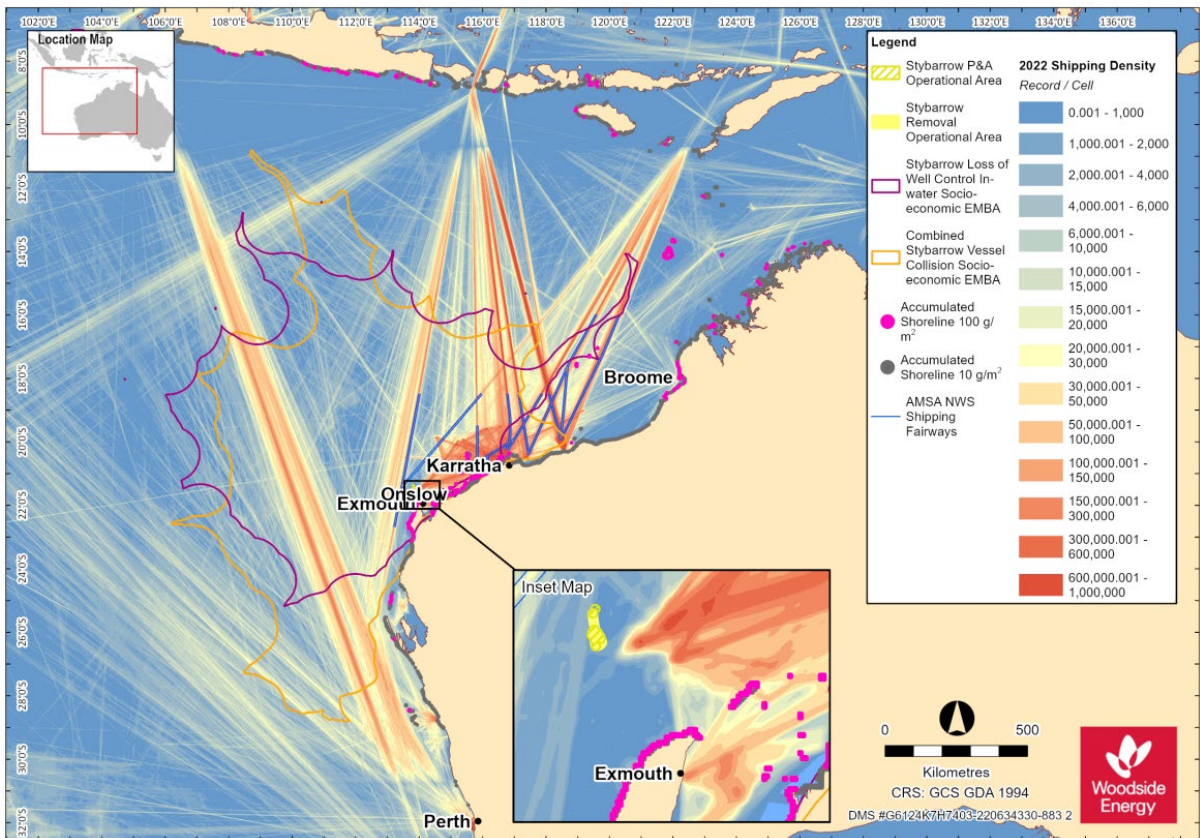 102°0'E 104°0'E 106°0'E 108°0'E 110°0'E 112°0'E 114°0'E 116°0'E 118°0'E 120°0'E 122°0'E 124°0'E 126°0'E 128°0'E 130°0'E 132°0'E 134°0'E 136°0'E
Location Map
8°0'S
10°0'S
12°0'S
14°0'S
16°0'S
18°0'S
20°0'S
22°0'S
24°0'S
26°0'S
28°0'S
30°0'S
32°0'S
Broome
Karratha
Onslow
Exmouth
Perth
Inset Map
Exmouth
Legend
Stybarrow P&A
Operational Area
Stybarrow
Removal
Operational Area
Stybarrow Loss of
Well Control In-
water Socio-
economic EMBA
Combined
Stybarrow Vessel
Collision Socio-
economic EMBA
Accumulated
Shoreline 100 g/
m²
Accumulated
Shoreline 10 g/m²
AMSA NWS
Shipping
Fairways
2022 Shipping Density
Record / Cell
0.001 - 1,000
1,000.001 - 2,000
2,000.001 - 4,000
4,000.001 - 6,000
6,000.001 -
10,000
10,000.001 -
15,000
15,000.001 -
20,000
20,000.001 -
30,000
30,000.001 -
50,000
50,000.001 -
100,000
100,000.001 -
150,000
150,000.001 -
300,000
300,000.001 -
600,000
600,000.001 -
1,000,000
0 500
Kilometres
CRS: GCS GDA 1994
DMS #G6124K7H7403-220634330-883 2
Woodside
Energy